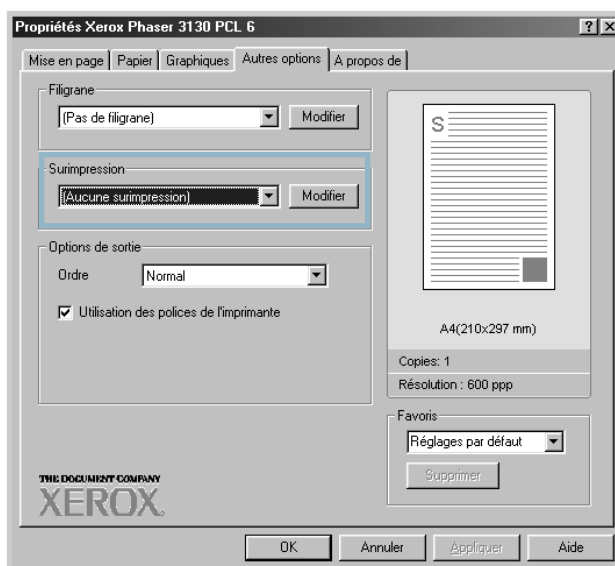 Propriétés Xerox Phaser 3130 PCL 6
Mise en page
Papier
Graphiques
Autres options
A propos de
Filigrane
(Pas de filigrane)
Modifier
Surimpression
(Aucune surimpression)
Modifier
Options de sortie
Ordre
Normal
Utilisation des polices de l'imprimante
S
A4(210x297 mm)
Copies: 1
Résolution : 600 ppp
Favoris
Réglages par défaut
Supprimer
THE DOCUMENT COMPANY
XEROX
OK
Annuler
Appliquer
Aide